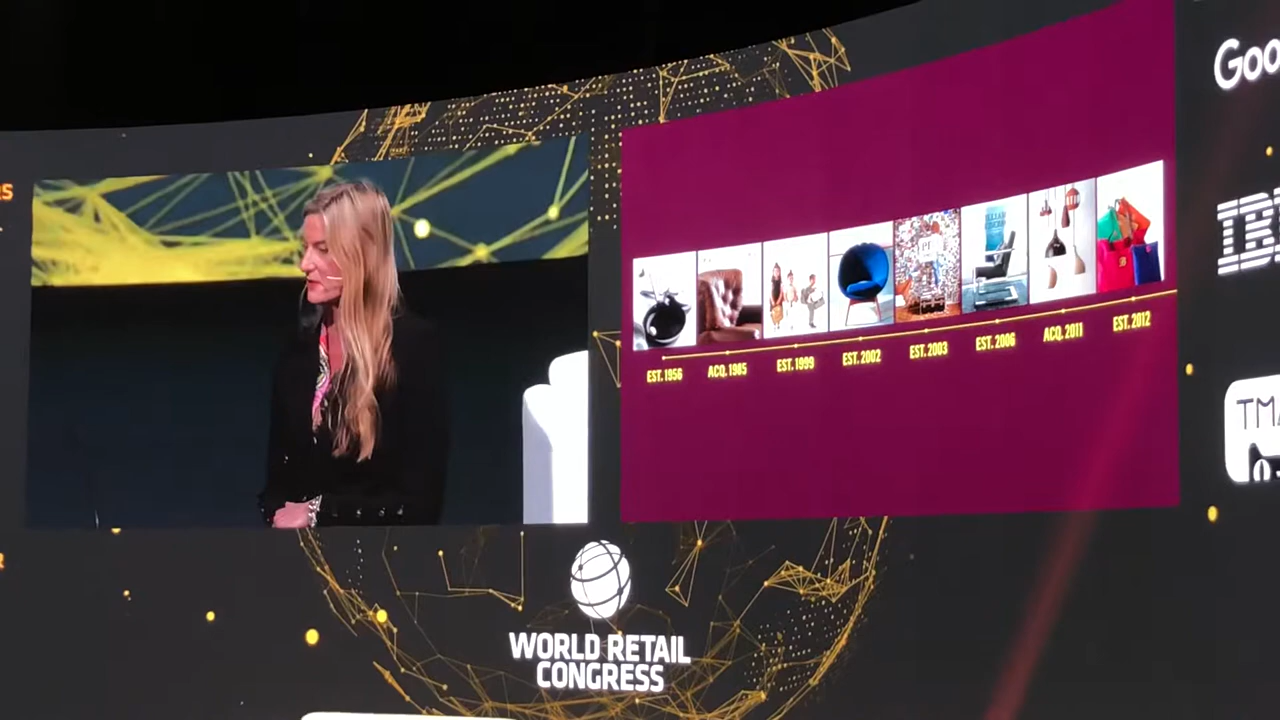 Goo
IBM
TMA
EST. 1956
ACQ. 1985
EST. 1999
EST. 2002
EST. 2003
EST. 2006
ACQ. 2011
EST. 2012
WORLD RETAIL
CONGRESS